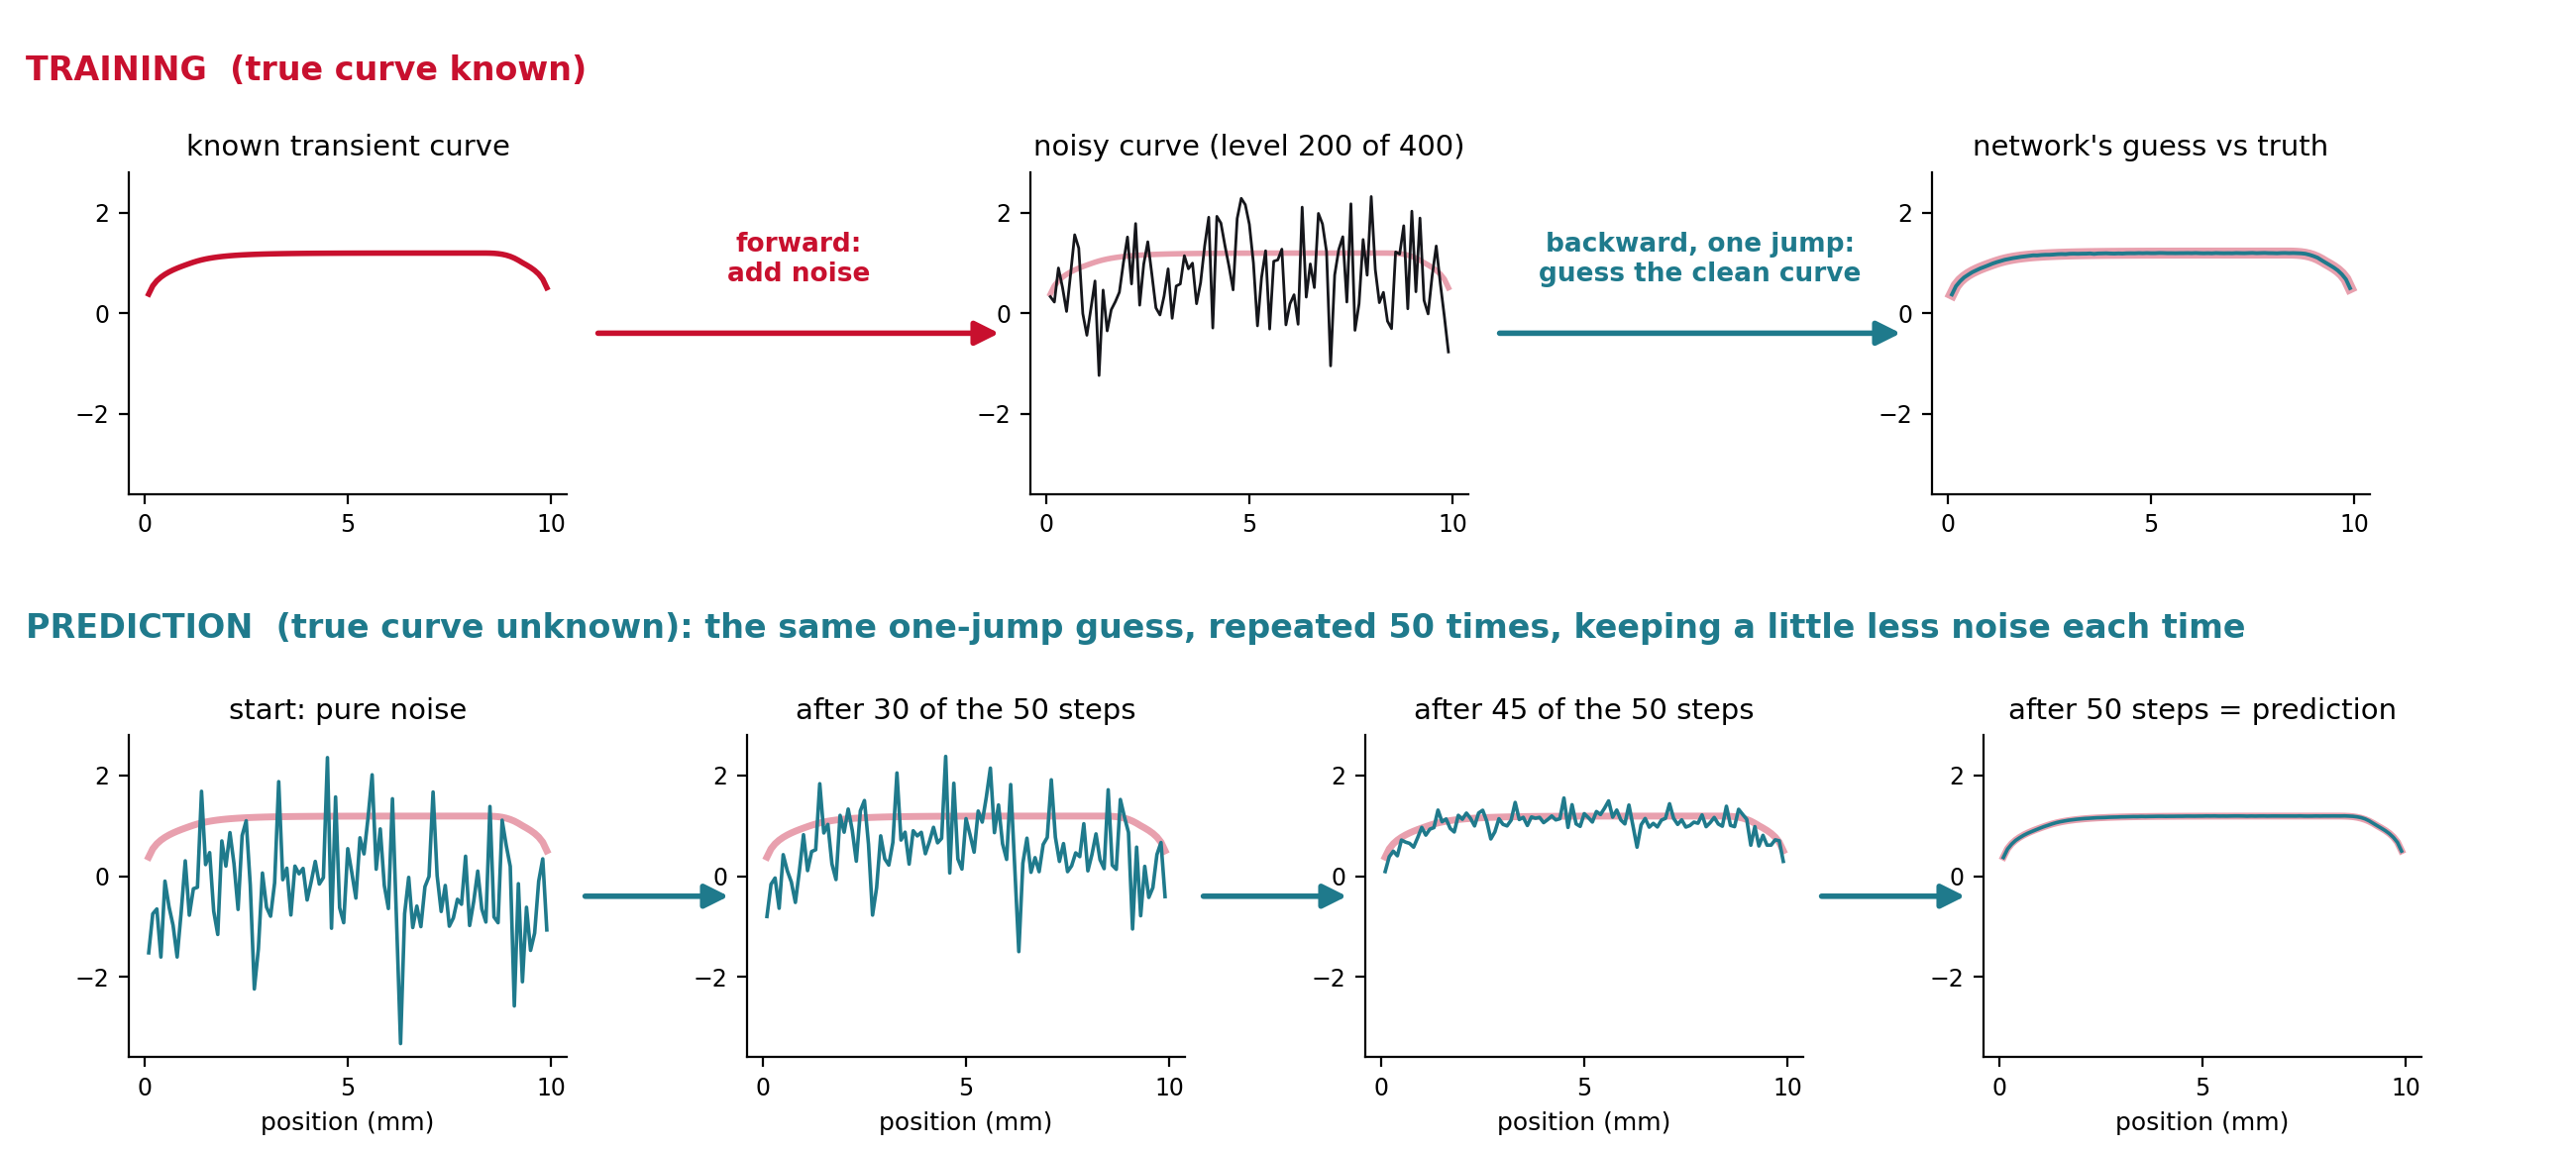 TRAINING  (true curve known)
known transient curve
noisy curve (level 200 of 400)
network's guess vs truth
2
0
−2
0
5
10
forward:
add noise
2
0
−2
0
5
10
backward, one jump:
guess the clean curve
2
0
−2
0
5
10
PREDICTION  (true curve unknown): the same one-jump guess, repeated 50 times, keeping a little less noise each time
start: pure noise
2
0
−2
0
5
10
position (mm)
after 30 of the 50 steps
2
0
−2
0
5
10
position (mm)
after 45 of the 50 steps
2
0
−2
0
5
10
position (mm)
after 50 steps = prediction
2
0
−2
0
5
10
position (mm)